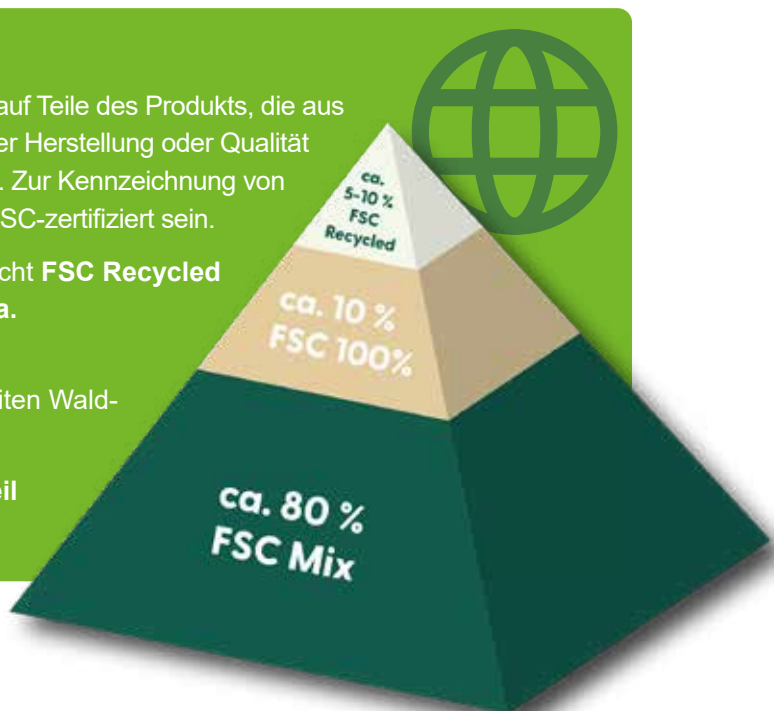 auf Teile des Produkts, die aus
er Herstellung oder Qualität
. Zur Kennzeichnung von
SC-zertifiziert sein.
cht FSC Recycled
a.
iten Wald-
eil
ca.
5-10 %
FSC
Recycled
ca. 10 %
FSC 100%
ca. 80 %
FSC Mix